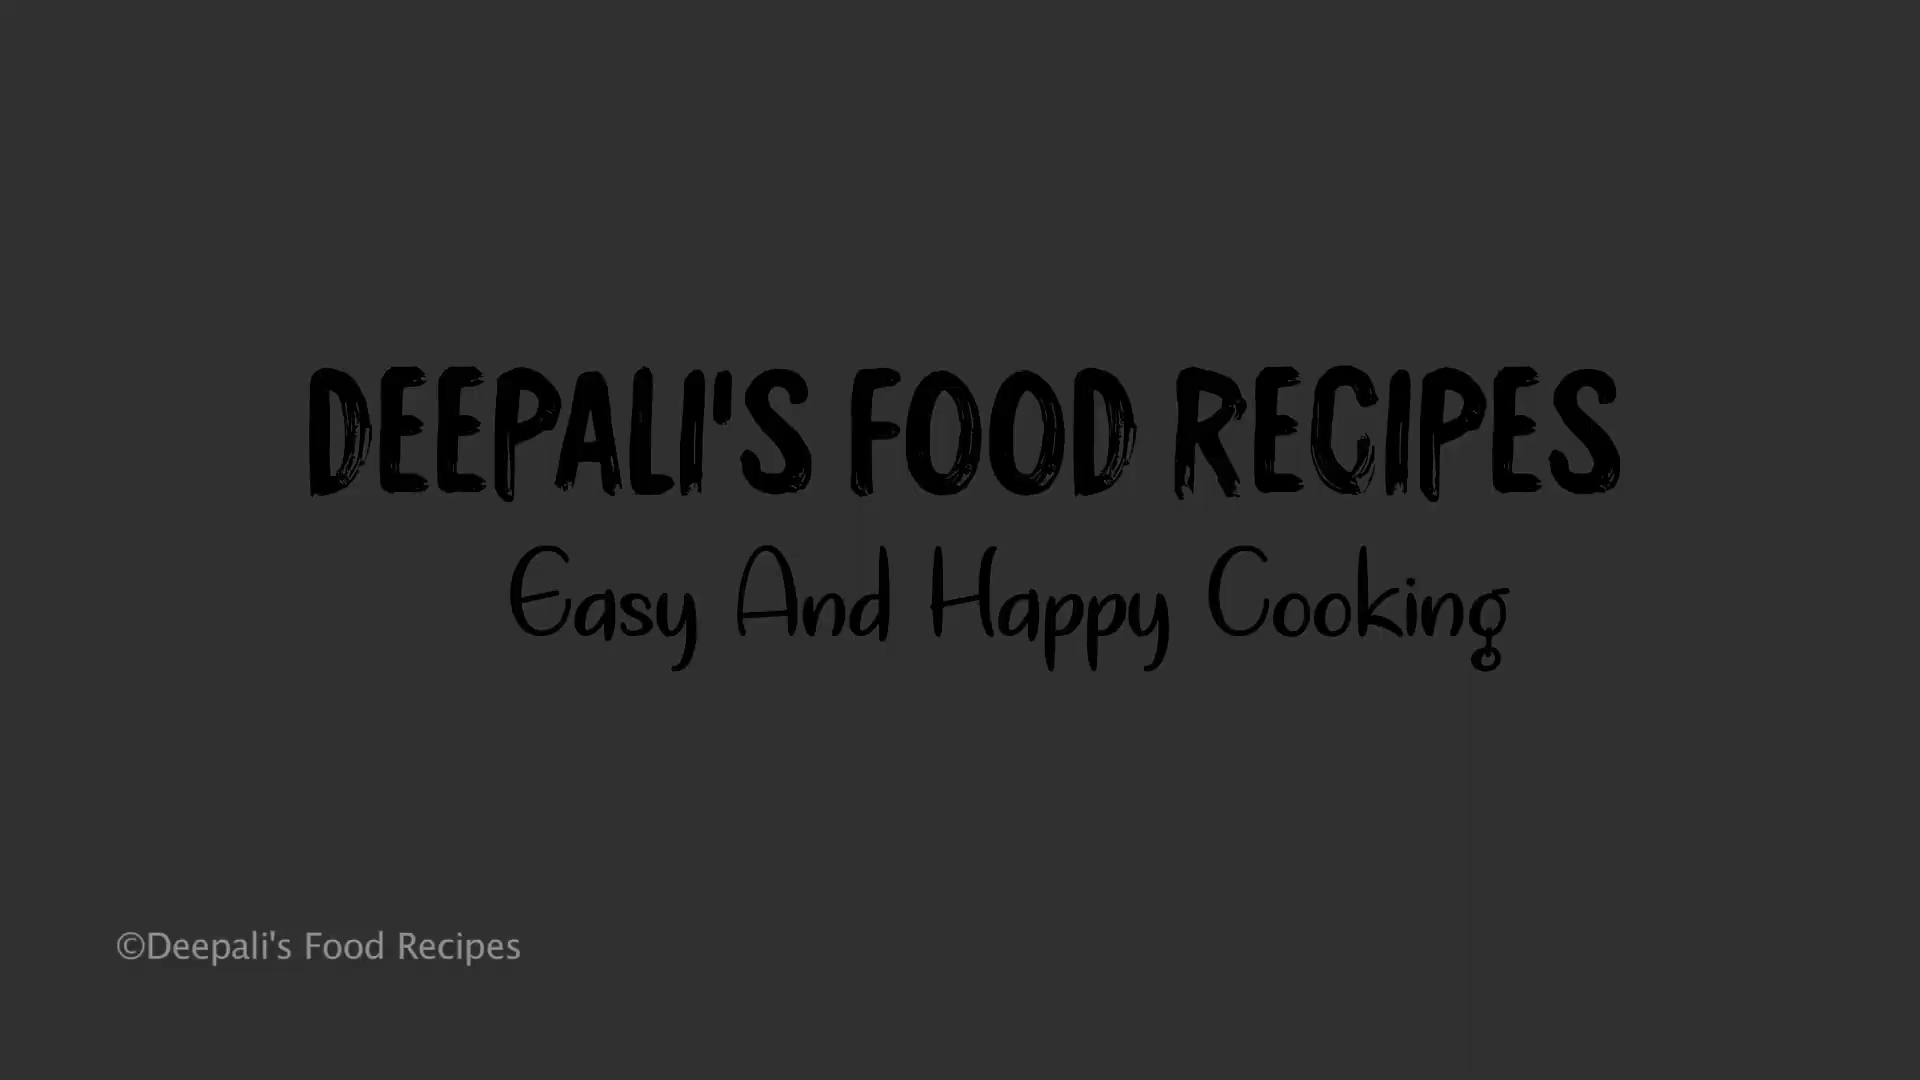 DEEPALI'S FOOD RECIPES
Easy And Happy Cooking
©Deepali's Food Recipes